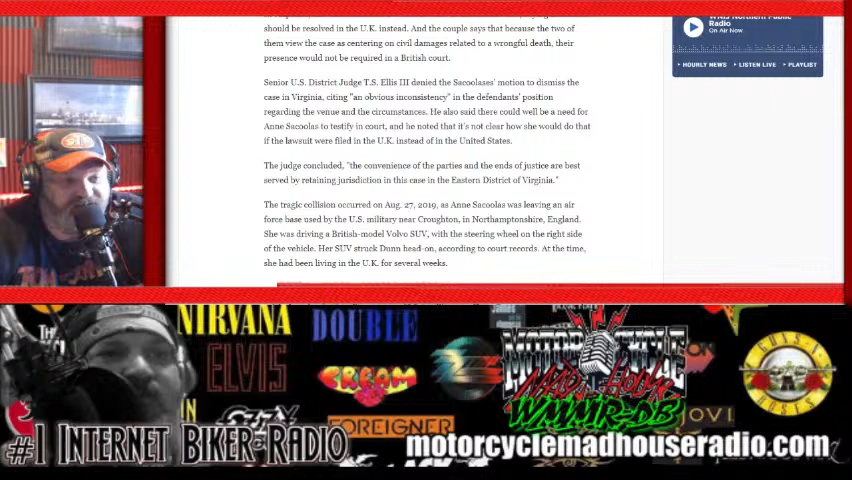 should be resolved in the U.K. instead. And the couple says that because the two of
them view the case as centering on civil damages related to a wrongful death, their
presence would not be required in a British court.
Senior U.S. District Judge T.S. Ellis III denied the Sacoolases' motion to dismiss the
case in Virginia, citing "an obvious inconsistency" in the defendants' position
regarding the venue and the circumstances. He also said there could well be a need for
Anne Sacoolas to testify in court, and he noted that it's not clear how she would do that
if the lawsuit were filed in the U.K. instead of in the United States.
The judge concluded, "the convenience of the parties and the ends of justice are best
served by retaining jurisdiction in this case in the Eastern District of Virginia."
The tragic collision occurred on Aug. 27, 2019, as Anne Sacoolas was leaving an air
force base used by the U.S. military near Croughton, in Northamptonshire, England.
She was driving a British-model Volvo SUV, with the steering wheel on the right side
of the vehicle. Her SUV struck Dunn head-on, according to court records. At the time,
she had been living in the U.K. for several weeks.
WNIJ Northern Public
Radio
On Air Now
HOURLY NEWS
LISTEN LIVE
PLAYLIST
NIRVANA
DOUBLE
ELVIS
CREAM
OZZY
FOREIGNER
MOTORCYCLE
MAD HOUSE
WMMR-DB
JOVI
GUNS N
ROSES
#1 INTERNET BIKER RADIO
motorcyclemadhouseradio.com